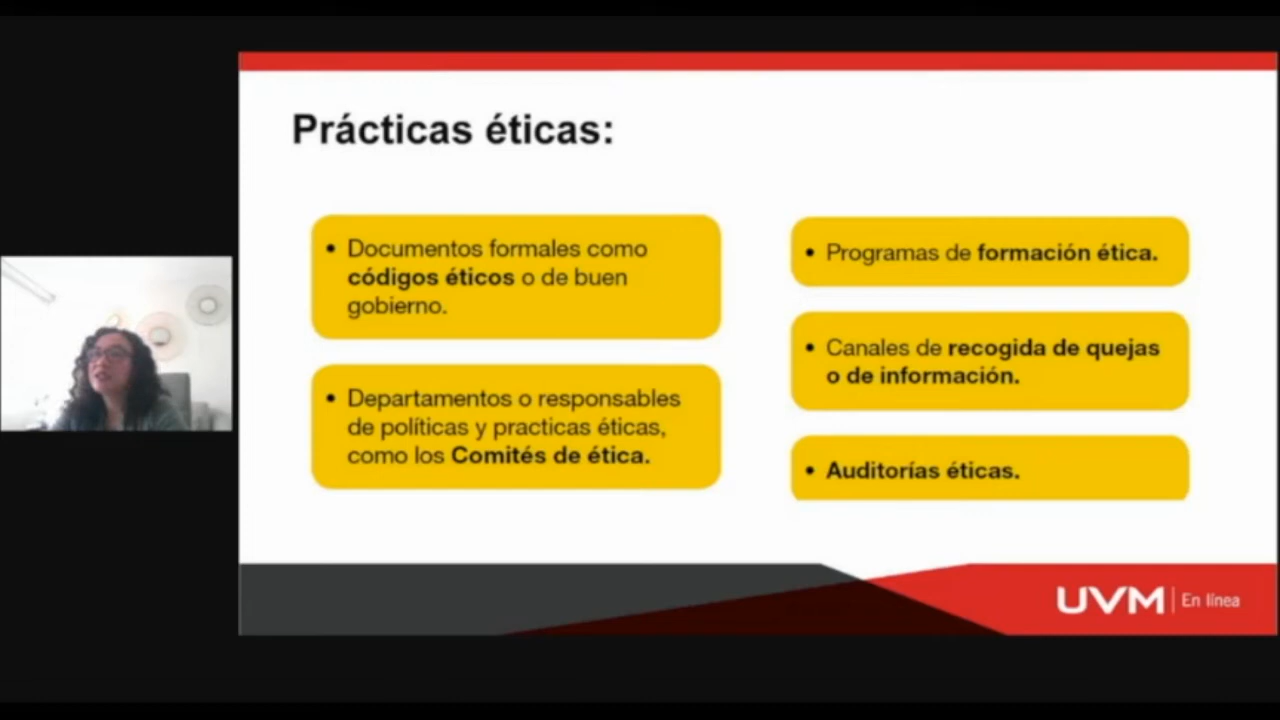 Prácticas éticas:
• Documentos formales como
códigos éticos o de buen
gobierno.
• Departamentos o responsables
de políticas y practicas éticas,
como los Comités de ética.
• Programas de formación ética.
• Canales de recogida de quejas
o de información.
• Auditorías éticas.
UVM | En línea